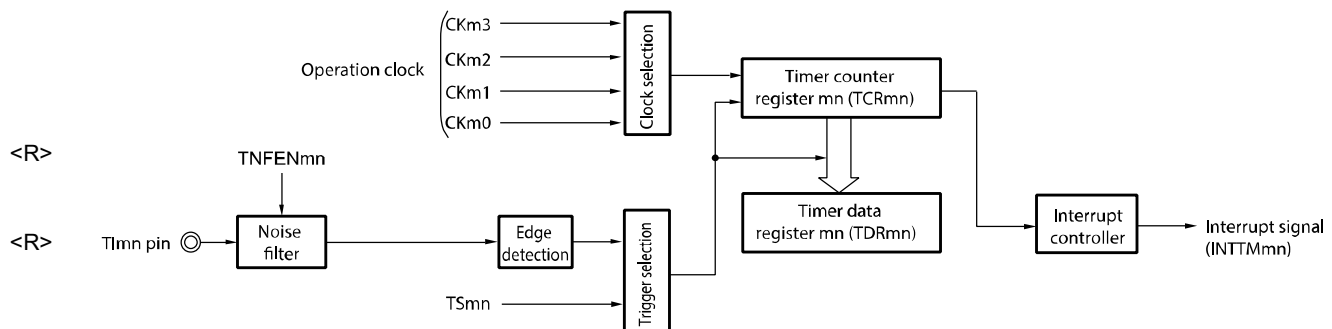 CKm3
CKm2
Operation clock
CKm1
CKm0
Clock selection
Timer counter
register mn (TCRmn)
<R>
TNFENmn
<R>
TImn pin
Noise
filter
Edge
detection
TSmn
Trigger selection
Timer data
register mn (TDRmn)
Interrupt
controller
Interrupt signal
(INTTMmn)